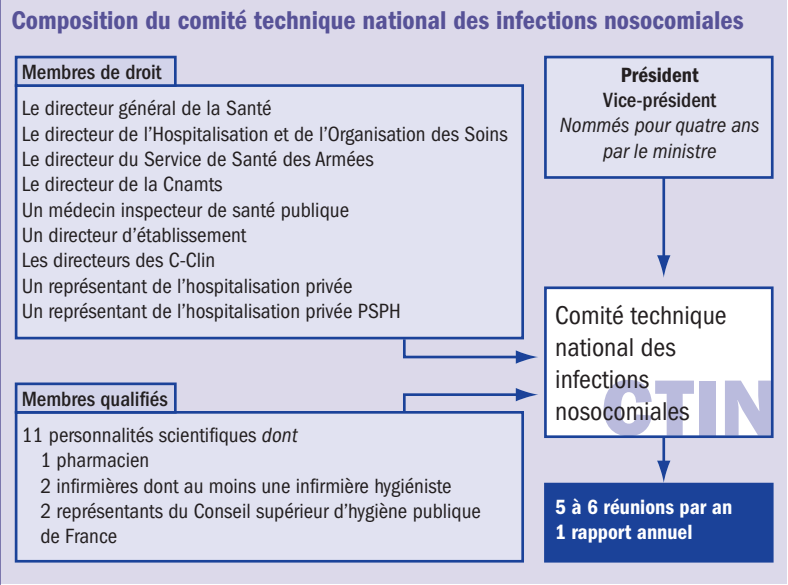 Composition du comité technique national des infections nosocomiales
Membres de droit
Le directeur général de la Santé
Le directeur de l'Hospitalisation et de l'Organisation des Soins
Le directeur du Service de Santé des Armées
Le directeur de la Cnamts
Un médecin inspecteur de santé publique
Un directeur d'établissement
Les directeurs des C-Clin
Un représentant de l'hospitalisation privée
Un représentant de l'hospitalisation privée PSPH
Membres qualifiés
11 personnalités scientifiques dont
1 pharmacien
2 infirmières dont au moins une infirmière hygiéniste
2 représentants du Conseil supérieur d'hygiène publique
de France
Président
Vice-président
Nommés pour quatre ans
par le ministre
Comité technique
national des
infections
nosocomiales
CTIN
5 à 6 réunions par an
1 rapport annuel